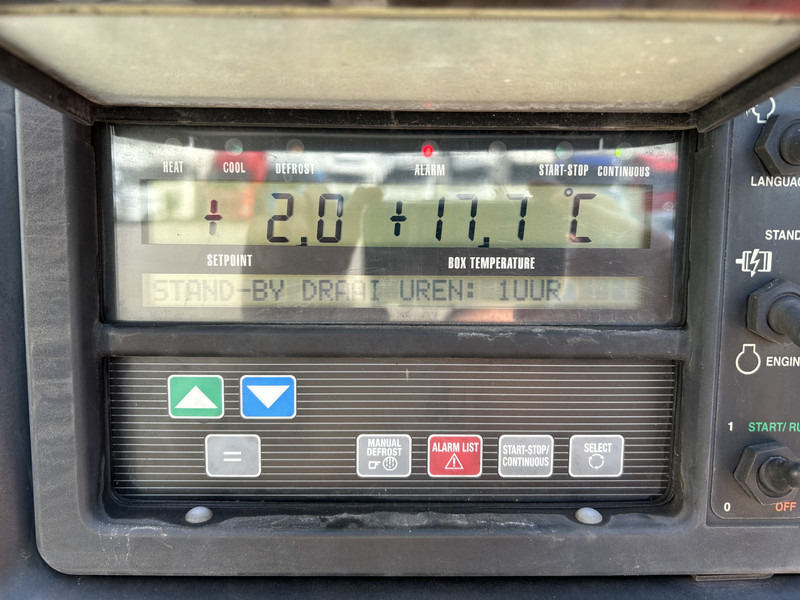 HEAT COOL DEFROST ALARM START-STOP CONTINUOUS
+ 2.0 +17.7 °C
SETPOINT BOX TEMPERATURE
STAND-BY DRAAI UREN: 1UUR
MANUAL DEFROST
ALARM LIST
START-STOP/ CONTINUOUS
SELECT
=
LANGUAG
STAND
ENGIN
1 START/ RU
0 OFF